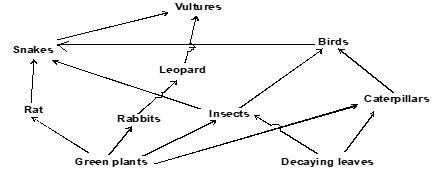 Vultures
Snakes
Birds
Leopard
Rat
Rabbits
Insects
Caterpillars
Green plants
Decaying leaves